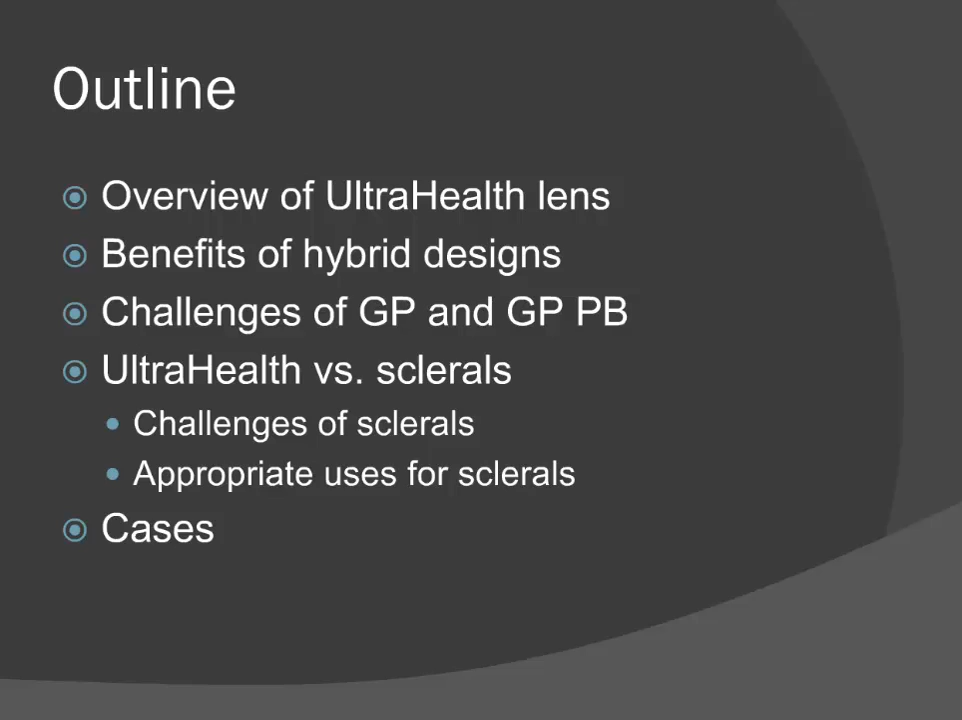 Outline
Overview of UltraHealth lens
Benefits of hybrid designs
Challenges of GP and GP PB
UltraHealth vs. sclerals
Challenges of sclerals
Appropriate uses for sclerals
Cases